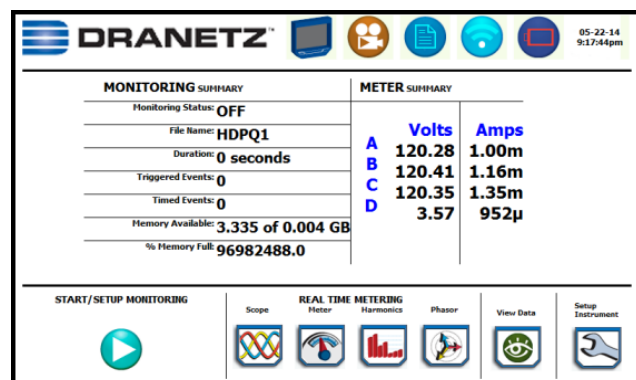 DRANETZ
05-22-14
9:17:44pm
MONITORING SUMMARY
Monitoring Status: OFF
File Name: HDPQ1
Duration: 0 seconds
Triggered Events: 0
Timed Events: 0
Memory Available: 3.335 of 0.004 GB
% Memory Full: 96982488.0
METER SUMMARY
Volts Amps
A 120.28 1.00m
B 120.41 1.16m
C 120.35 1.35m
D 3.57 952µ
START/SETUP MONITORING
REAL TIME METERING
Scope Meter Harmonics Phasor
View Data
Setup
Instrument